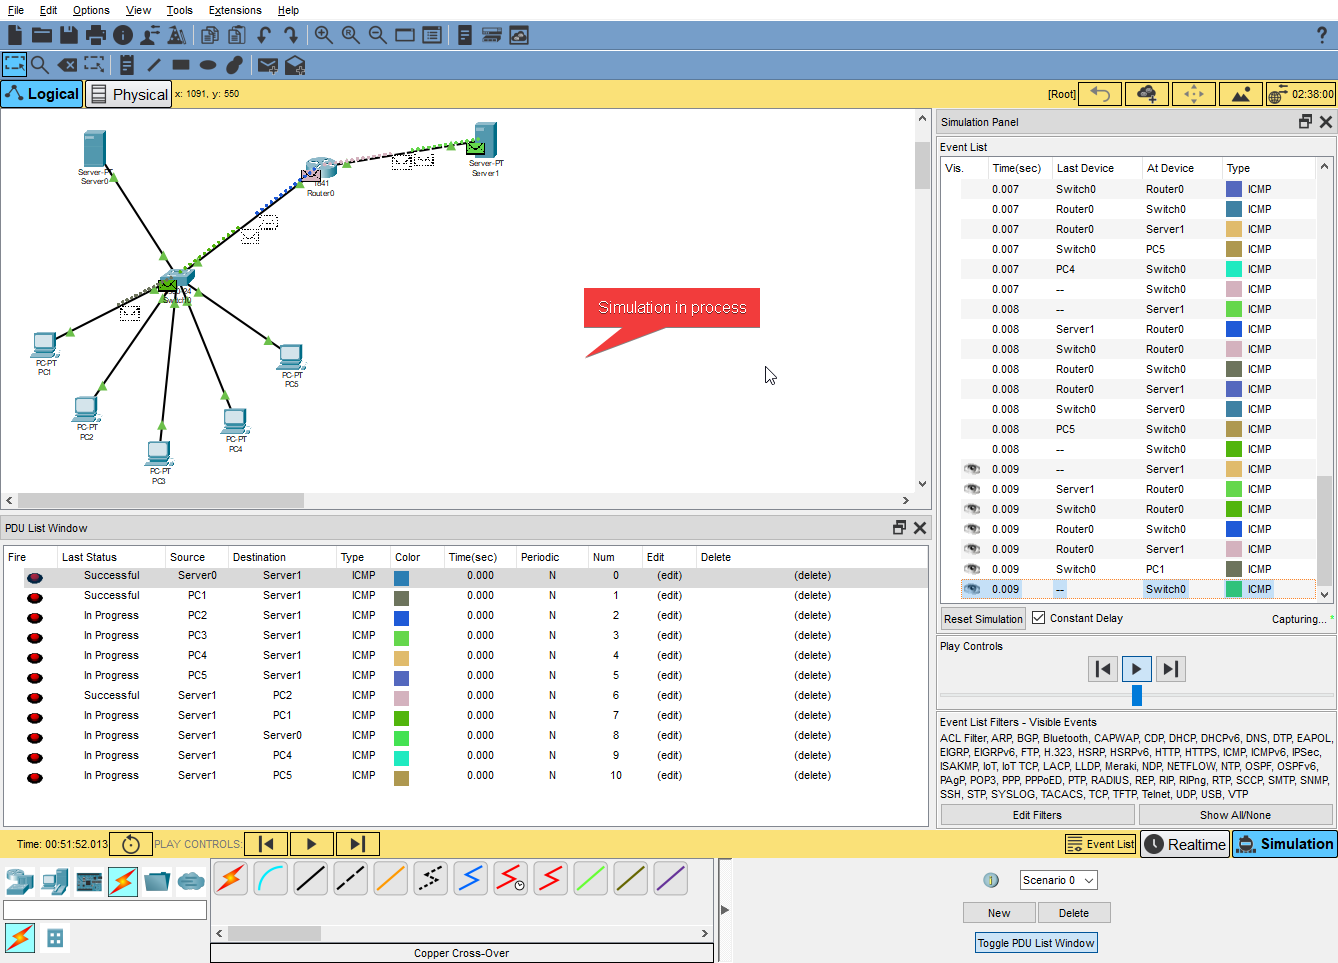 File Edit Options View Tools Extensions Help
?
Logical Physical x: 1091, y: 550 [Root] 02:38:00
Server-PT
Server0
1841
Router0
Server-PT
Server1
Switch0
PC-PT
PC1
PC-PT
PC2
PC-PT
PC3
PC-PT
PC4
PC-PT
PC5
Simulation in process
Simulation Panel
Event List
Vis. Time(sec) Last Device At Device Type
0.007 Switch0 Router0 ICMP
0.007 Router0 Switch0 ICMP
0.007 Router0 Server1 ICMP
0.007 Switch0 PC5 ICMP
0.007 PC4 Switch0 ICMP
0.007 -- Switch0 ICMP
0.008 -- Server1 ICMP
0.008 Server1 Router0 ICMP
0.008 Switch0 Router0 ICMP
0.008 Router0 Switch0 ICMP
0.008 Router0 Server1 ICMP
0.008 Switch0 Server0 ICMP
0.008 PC5 Switch0 ICMP
0.008 -- Switch0 ICMP
0.009 -- Server1 ICMP
0.009 Server1 Router0 ICMP
0.009 Switch0 Router0 ICMP
0.009 Router0 Switch0 ICMP
0.009 Router0 Server1 ICMP
0.009 Switch0 PC1 ICMP
0.009 -- Switch0 ICMP
Reset Simulation Constant Delay Capturing... *
Play Controls
Event List Filters - Visible Events
ACL Filter, ARP, BGP, Bluetooth, CAPWAP, CDP, DHCP, DHCPv6, DNS, DTP, EAPOL,
EIGRP, EIGRPv6, FTP, H.323, HSRP, HSRPv6, HTTP, HTTPS, ICMP, ICMPv6, IPSec,
ISAKMP, IoT, IoT TCP, LACP, LLDP, Meraki, NDP, NETFLOW, NTP, OSPF, OSPFv6,
PAgP, POP3, PPP, PPPoED, PTP, RADIUS, REP, RIP, RIPng, RTP, SCCP, SMTP, SNMP,
SSH, STP, SYSLOG, TACACS, TCP, TFTP, Telnet, UDP, USB, VTP
Edit Filters Show All/None
PDU List Window
Fire Last Status Source Destination Type Color Time(sec) Periodic Num Edit Delete
Successful Server0 Server1 ICMP 0.000 N 0 (edit) (delete)
Successful PC1 Server1 ICMP 0.000 N 1 (edit) (delete)
In Progress PC2 Server1 ICMP 0.000 N 2 (edit) (delete)
In Progress PC3 Server1 ICMP 0.000 N 3 (edit) (delete)
In Progress PC4 Server1 ICMP 0.000 N 4 (edit) (delete)
In Progress PC5 Server1 ICMP 0.000 N 5 (edit) (delete)
Successful Server1 PC2 ICMP 0.000 N 6 (edit) (delete)
In Progress Server1 PC1 ICMP 0.000 N 7 (edit) (delete)
In Progress Server1 Server0 ICMP 0.000 N 8 (edit) (delete)
In Progress Server1 PC4 ICMP 0.000 N 9 (edit) (delete)
In Progress Server1 PC5 ICMP 0.000 N 10 (edit) (delete)
Time: 00:51:52.013 PLAY CONTROLS: Event List Realtime Simulation
Scenario 0
New Delete
Toggle PDU List Window
Copper Cross-Over